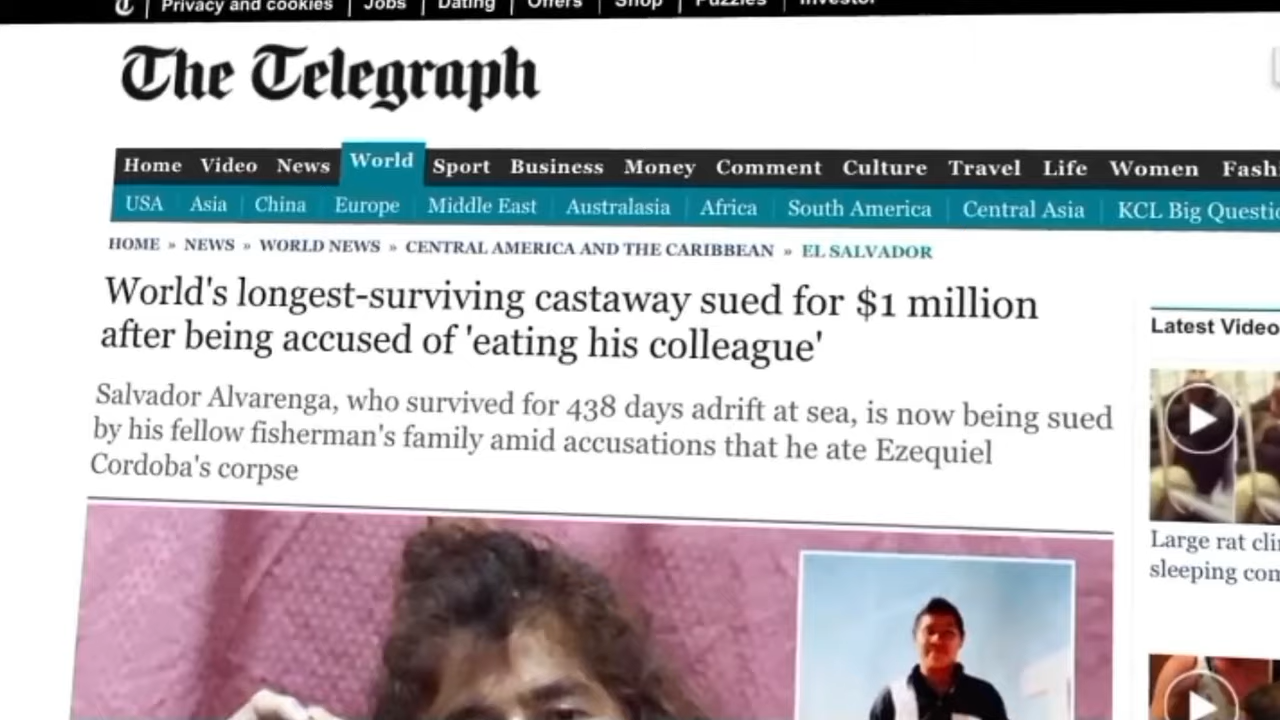 Privacy and cookies Jobs Dating Offers Shop Puzzles Investor
The Telegraph
Home Video News World Sport Business Money Comment Culture Travel Life Women
USA Asia China Europe Middle East Australasia Africa South America Central Asia KCL Big
HOME » NEWS » WORLD NEWS » CENTRAL AMERICA AND THE CARIBBEAN » EL SALVADOR
World's longest-surviving castaway sued for $1 million
after being accused of 'eating his colleague'
Salvador Alvarenga, who survived for 438 days adrift at sea, is now being sued
by his fellow fisherman's family amid accusations that he ate Ezequiel
Cordoba's corpse
Latest Video
Large rat
sleeping